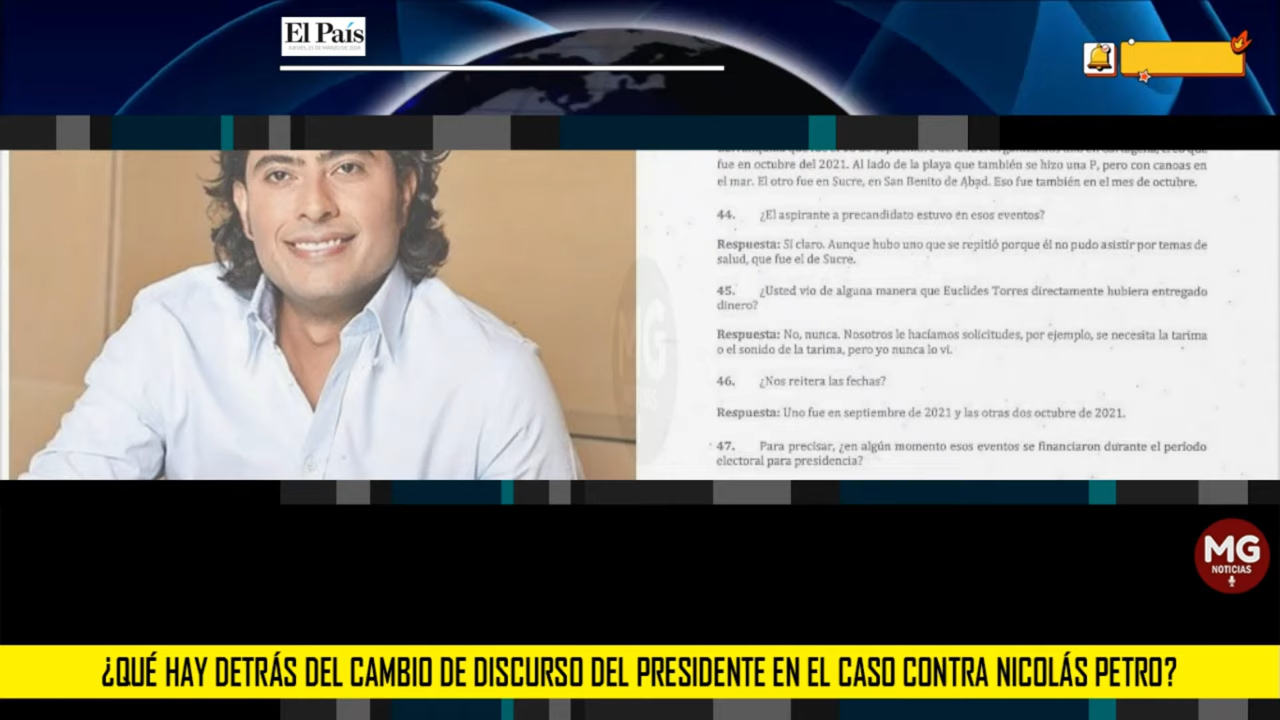 El País
JUEVES, 21 DE MARZO DE 2024
fue en octubre del 2021. Al lado de la playa que también se hizo una P, pero con canoas en
el mar. El otro fue en Sucre, en San Benito de Abad. Eso fue también en el mes de octubre.
44. ¿El aspirante a precandidato estuvo en esos eventos?
Respuesta: Si claro. Aunque hubo uno que se repitió porque él no pudo asistir por temas de
salud, que fue el de Sucre.
45. ¿Usted vio de alguna manera que Euclides Torres directamente hubiera entregado
dinero?
Respuesta: No, nunca. Nosotros le hacíamos solicitudes, por ejemplo, se necesita la tarima
o el sonido de la tarima, pero yo nunca lo vi.
46. ¿Nos reitera las fechas?
Respuesta: Uno fue en septiembre de 2021 y las otras dos octubre de 2021.
47. Para precisar, ¿en algún momento esos eventos se financiaron durante el periodo
electoral para presidencia?
MG
MG
NOTICIAS
¿QUÉ HAY DETRÁS DEL CAMBIO DE DISCURSO DEL PRESIDENTE EN EL CASO CONTRA NICOLÁS PETRO?